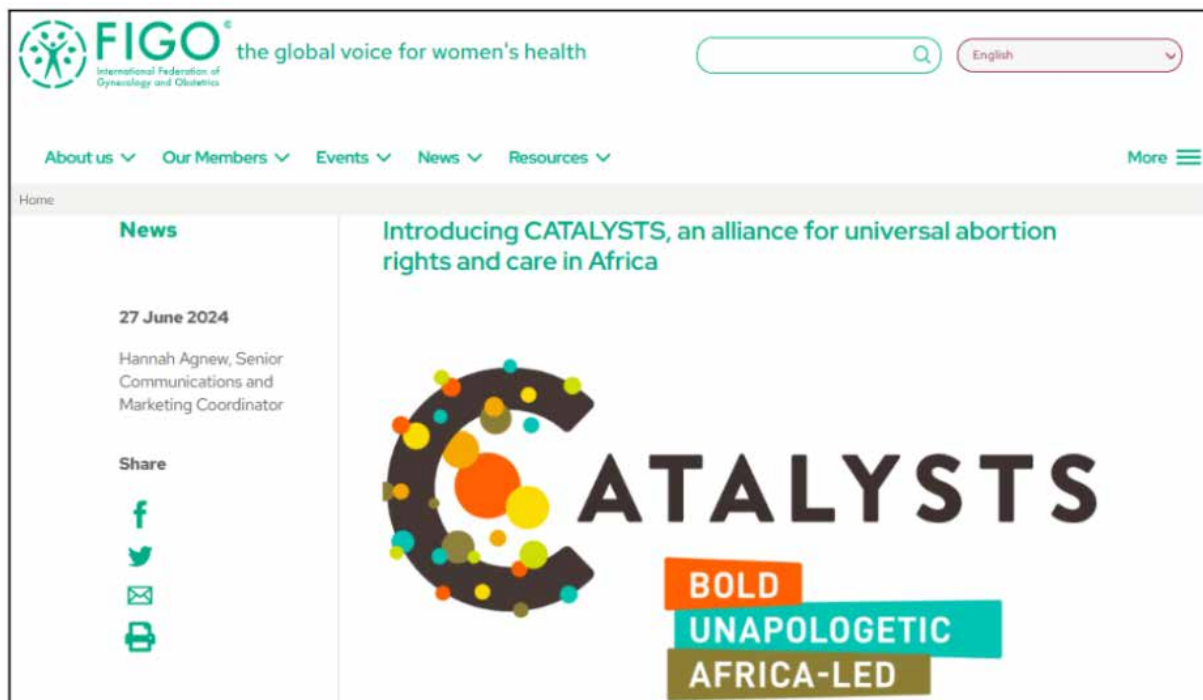 FIGO®
International Federation of
Gynecology and Obstetrics
the global voice for women's health
English
About us
Our Members
Events
News
Resources
More
Home
News
27 June 2024
Hannah Agnew, Senior
Communications and
Marketing Coordinator
Share
Introducing CATALYSTS, an alliance for universal abortion
rights and care in Africa
CATALYSTS
BOLD
UNAPOLOGETIC
AFRICA-LED